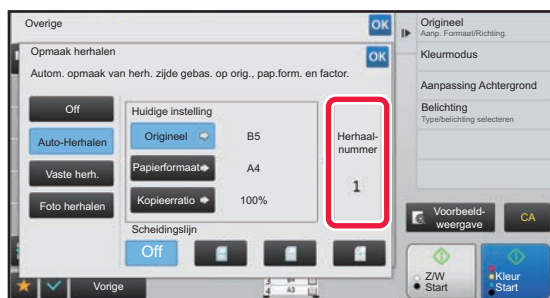 Overige
OK
Opmaak herhalen
OK
Autom. opmaak van herh. zijde gebas. op orig., pap.form. en factor.
Off
Auto-Herhalen
Vaste herh.
Foto herhalen
Huidige instelling
Origineel
B5
Papierformaat
A4
Kopieerratio
100%
Herhaal-
nummer
1
Scheidingslijn
Off
Vorige
4 A3
Origineel
Aanp. Formaat/Richting.
Kleurmodus
Aanpassing Achtergrond
Belichting
Type/belichting selecteren
Voorbeeld-
weergave
CA
Z/W
Start
Kleur
Start